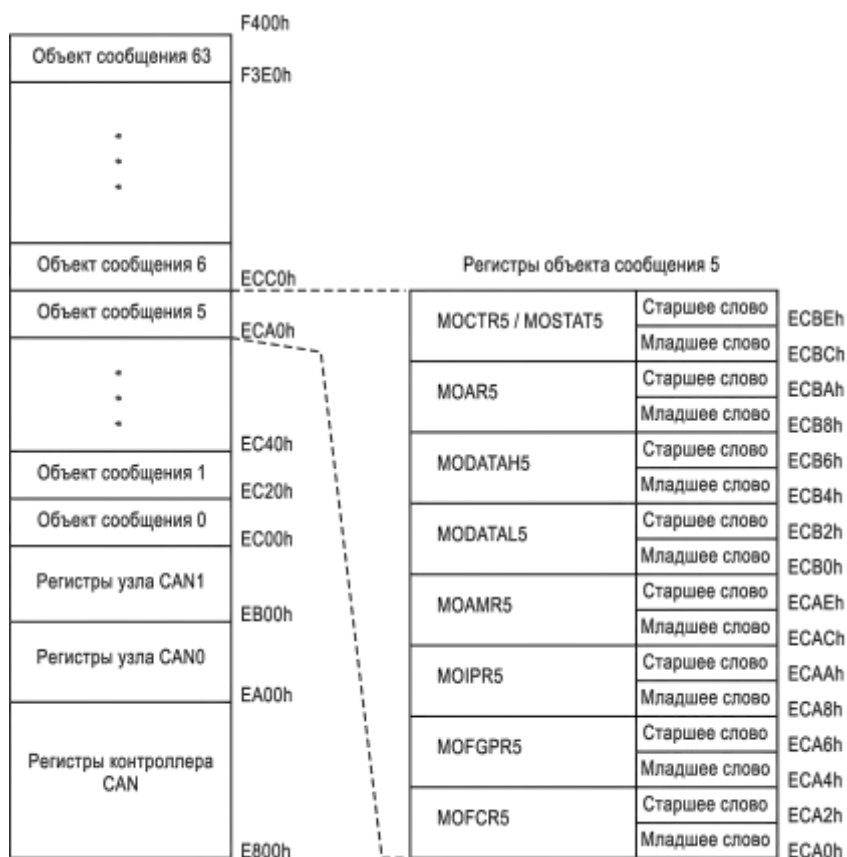 F400h
Объект сообщения 63
F3E0h
Объект сообщения 6
ECC0h
Объект сообщения 5
ECA0h
EC40h
Объект сообщения 1
EC20h
Объект сообщения 0
EC00h
Регистры узла CAN1
EB00h
Регистры узла CAN0
EA00h
Регистры контроллера
CAN
E800h
Регистры объекта сообщения 5
MOCTR5 / MOSTAT5
Старшее слово
ECBEh
Младшее слово
ECBCh
MOAR5
Старшее слово
ECBAh
Младшее слово
ECB8h
MODATAH5
Старшее слово
ECB6h
Младшее слово
ECB4h
MODATAL5
Старшее слово
ECB2h
Младшее слово
ECB0h
MOAMR5
Старшее слово
ECAEh
Младшее слово
ECACh
MOIPR5
Старшее слово
ECAAh
Младшее слово
ECA8h
MOFGPR5
Старшее слово
ECA6h
Младшее слово
ECA4h
MOFCR5
Старшее слово
ECA2h
Младшее слово
ECA0h